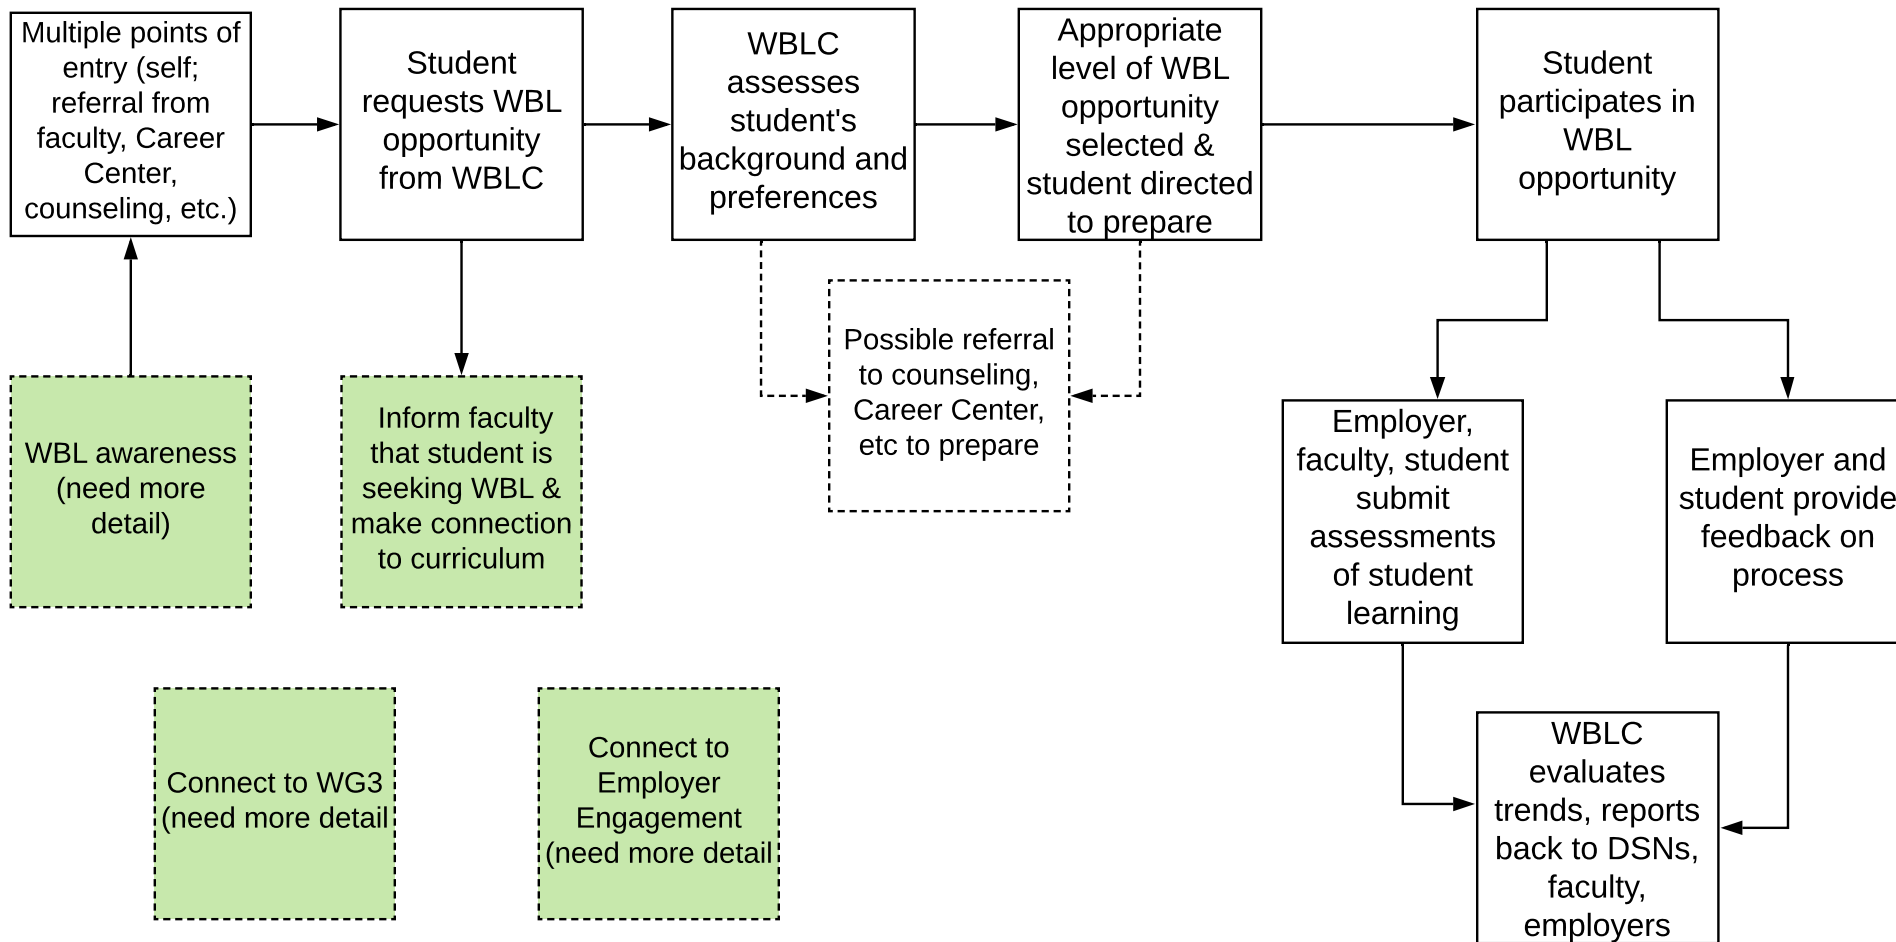 Multiple points of
entry (self;
referral from
faculty, Career
Center,
counseling, etc.)
Student
requests WBL
opportunity
from WBLC
WBLC
assesses
student's
background and
preferences
Appropriate
level of WBL
opportunity
selected &
student directed
to prepare
Student
participates in
WBL
opportunity
Possible referral
to counseling,
Career Center,
etc to prepare
WBL awareness
(need more
detail)
Inform faculty
that student is
seeking WBL &
make connection
to curriculum
Employer,
faculty, student
submit
assessments
of student
learning
Employer and
student provide
feedback on
process
Connect to WG3
(need more detail
Connect to
Employer
Engagement
(need more detail
WBLC
evaluates
trends, reports
back to DSNs,
faculty,
employers